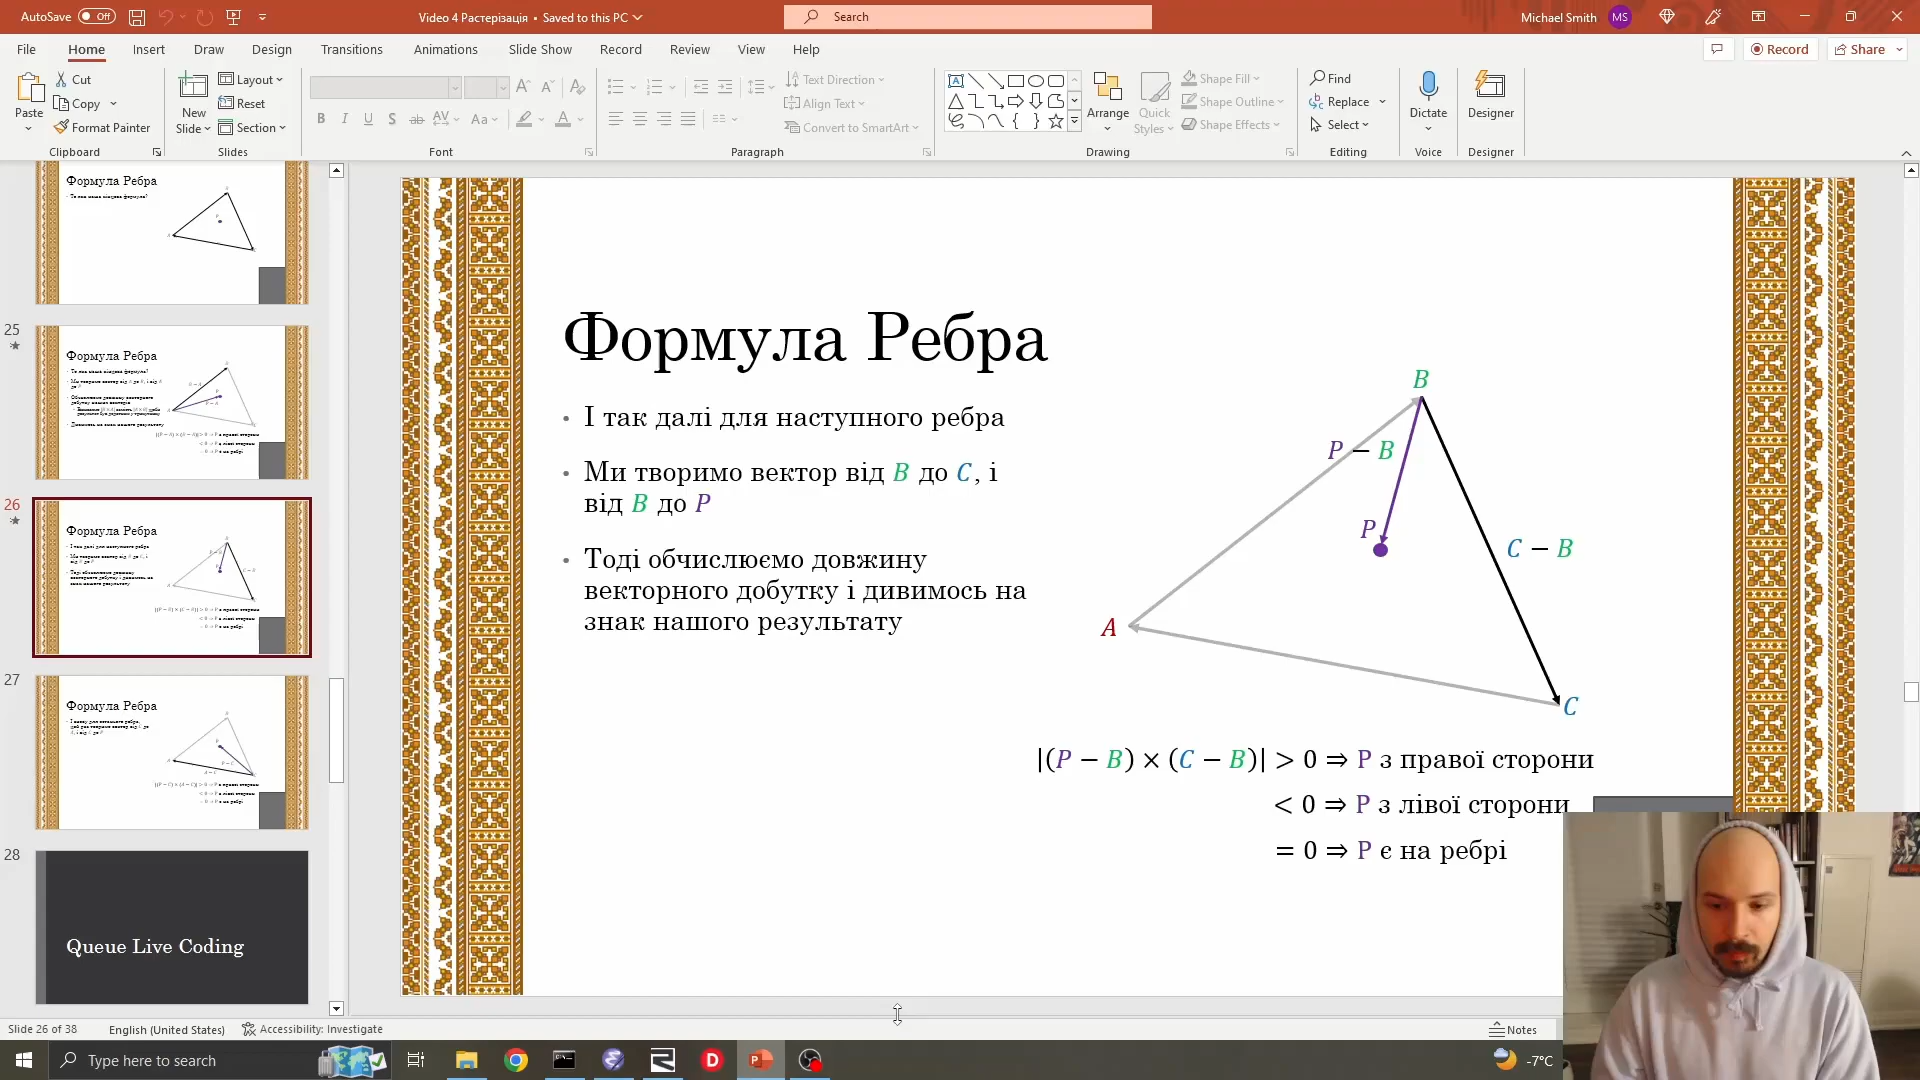 AutoSave Off Video 4 Растерізація • Saved to this PC Search Michael Smith MS
File Home Insert Draw Design Transitions Animations Slide Show Record Review View Help Record Share
Paste Cut Copy Format Painter Clipboard
New Slide Layout Reset Section Slides
B I U S ab AV Aa A Font
Text Direction Align Text Convert to SmartArt Paragraph
Arrange Quick Styles Shape Fill Shape Outline Shape Effects Drawing
Find Replace Select Editing
Dictate Voice
Designer Designer
Формула Ребра
25
Формула Ребра
26
Формула Ребра
27
Формула Ребра
28
Queue Live Coding
Формула Ребра
• І так далі для наступного ребра
• Ми творимо вектор від B до C, і
від B до P
• Тоді обчислюємо довжину
векторного добутку і дивимось на
знак нашого результату
B
P − B
P
C − B
A
C
|(P − B) × (C − B)| > 0 ⇒ P з правої сторони
< 0 ⇒ P з лівої сторони
= 0 ⇒ P є на ребрі
Slide 26 of 38 English (United States) Accessibility: Investigate Notes
Type here to search -7°C